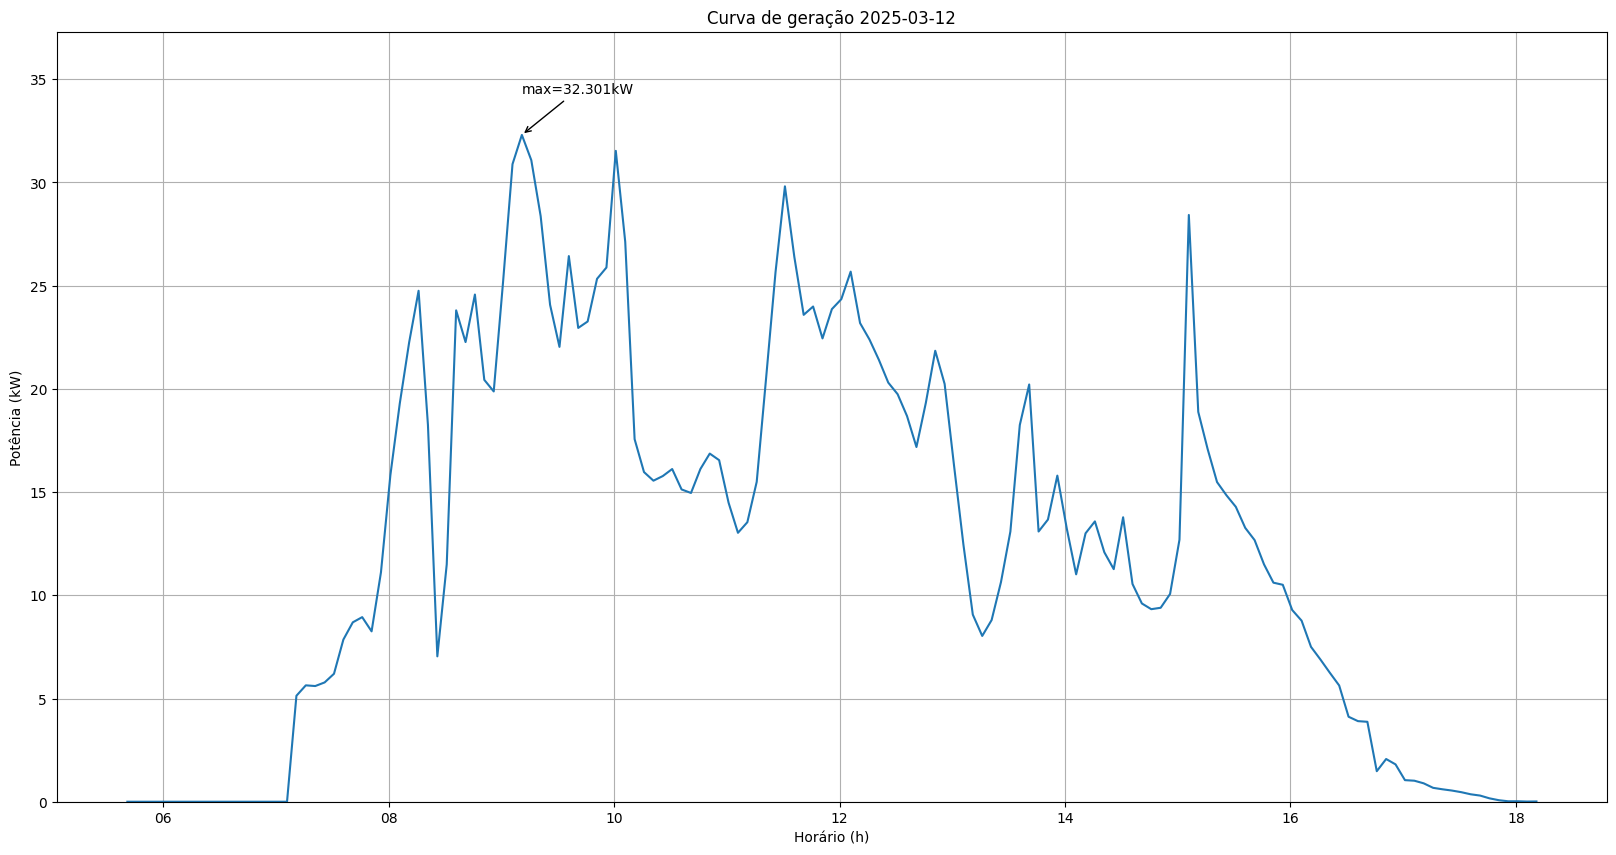 Curva de geração 2025-03-12
max=32.301kW
35
30
25
20
15
10
5
0
Potência (kW)
06 08 10 12 14 16 18
Horário (h)